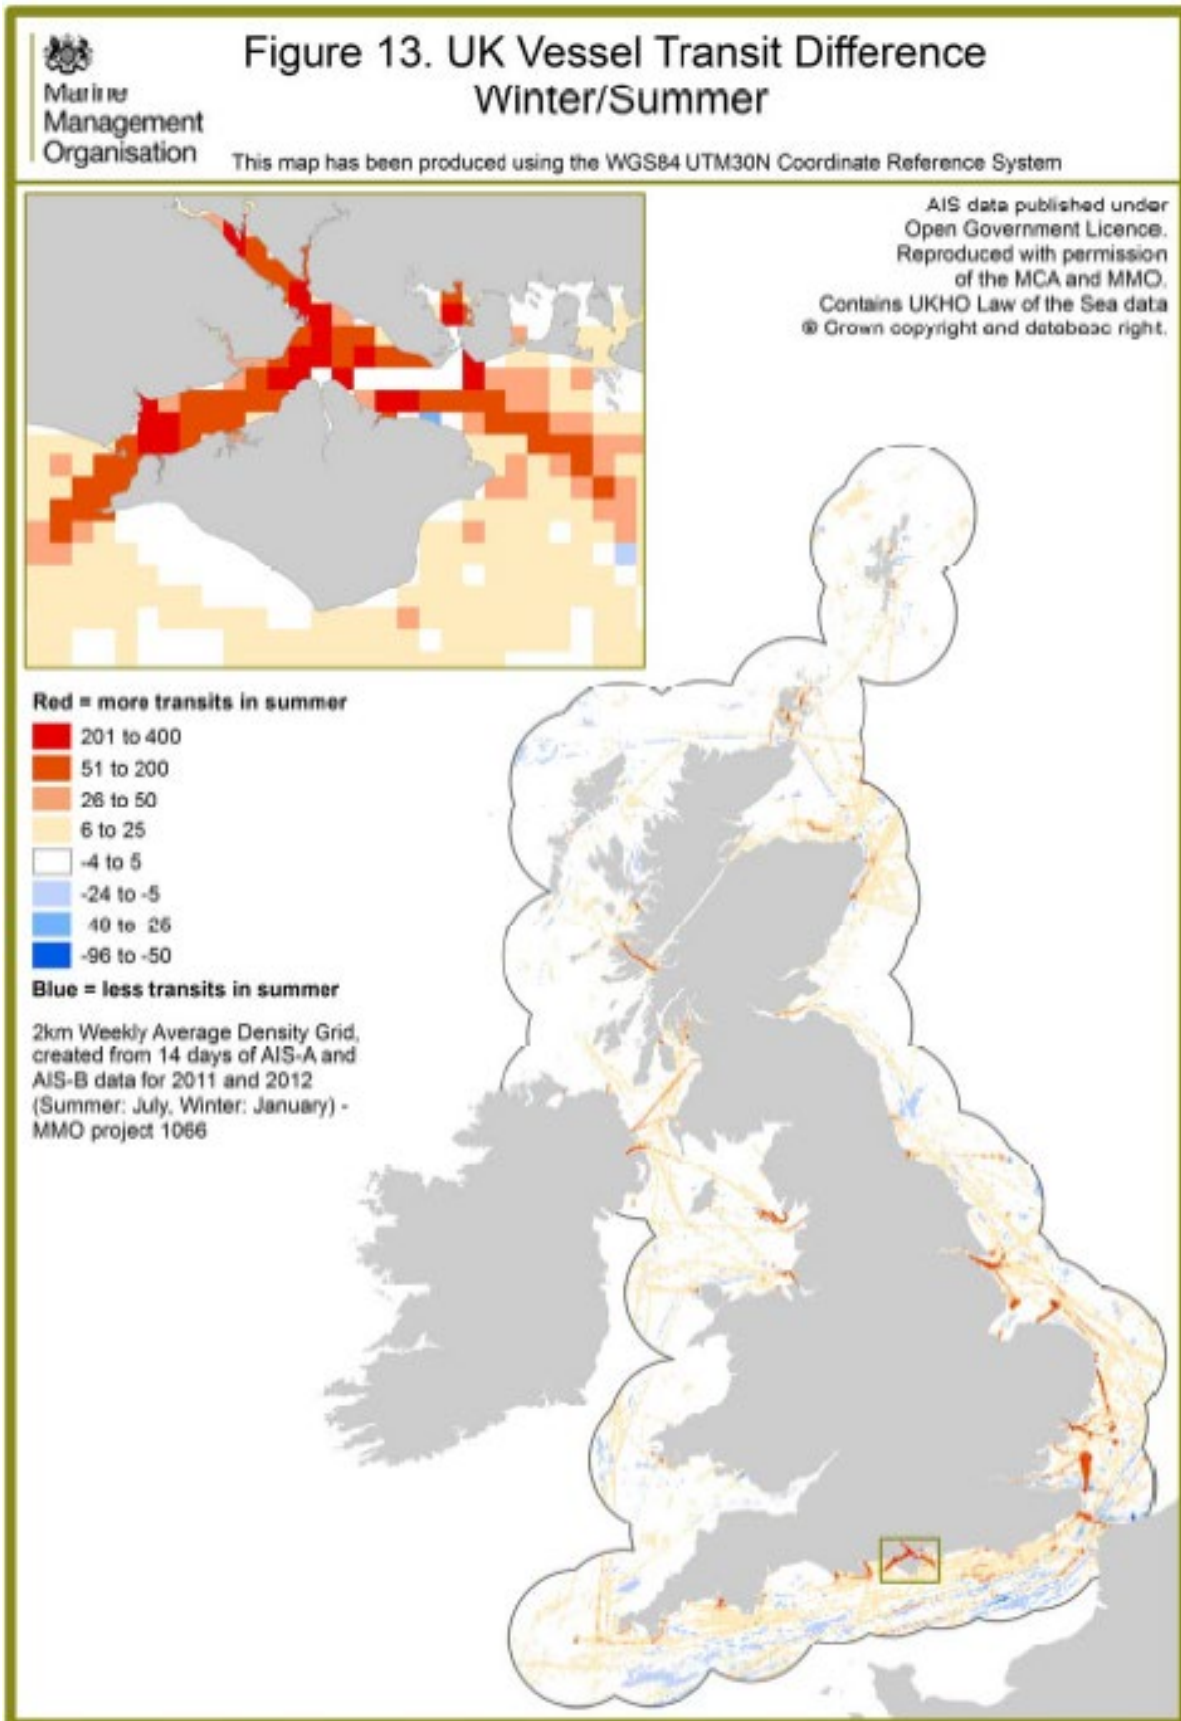 Marine
Management
Organisation
Figure 13. UK Vessel Transit Difference
Winter/Summer
This map has been produced using the WGS84 UTM30N Coordinate Reference System
AIS data published under
Open Government Licence.
Reproduced with permission
of the MCA and MMO.
Contains UKHO Law of the Sea data
© Crown copyright and database right.
Red = more transits in summer
201 to 400
51 to 200
26 to 50
6 to 25
-4 to 5
-24 to -5
-96 to -50
Blue = less transits in summer
2km Weekly Average Density Grid,
created from 14 days of AIS-A and
AIS-B data for 2011 and 2012
(Summer: July, Winter: January) -
MMO project 1066